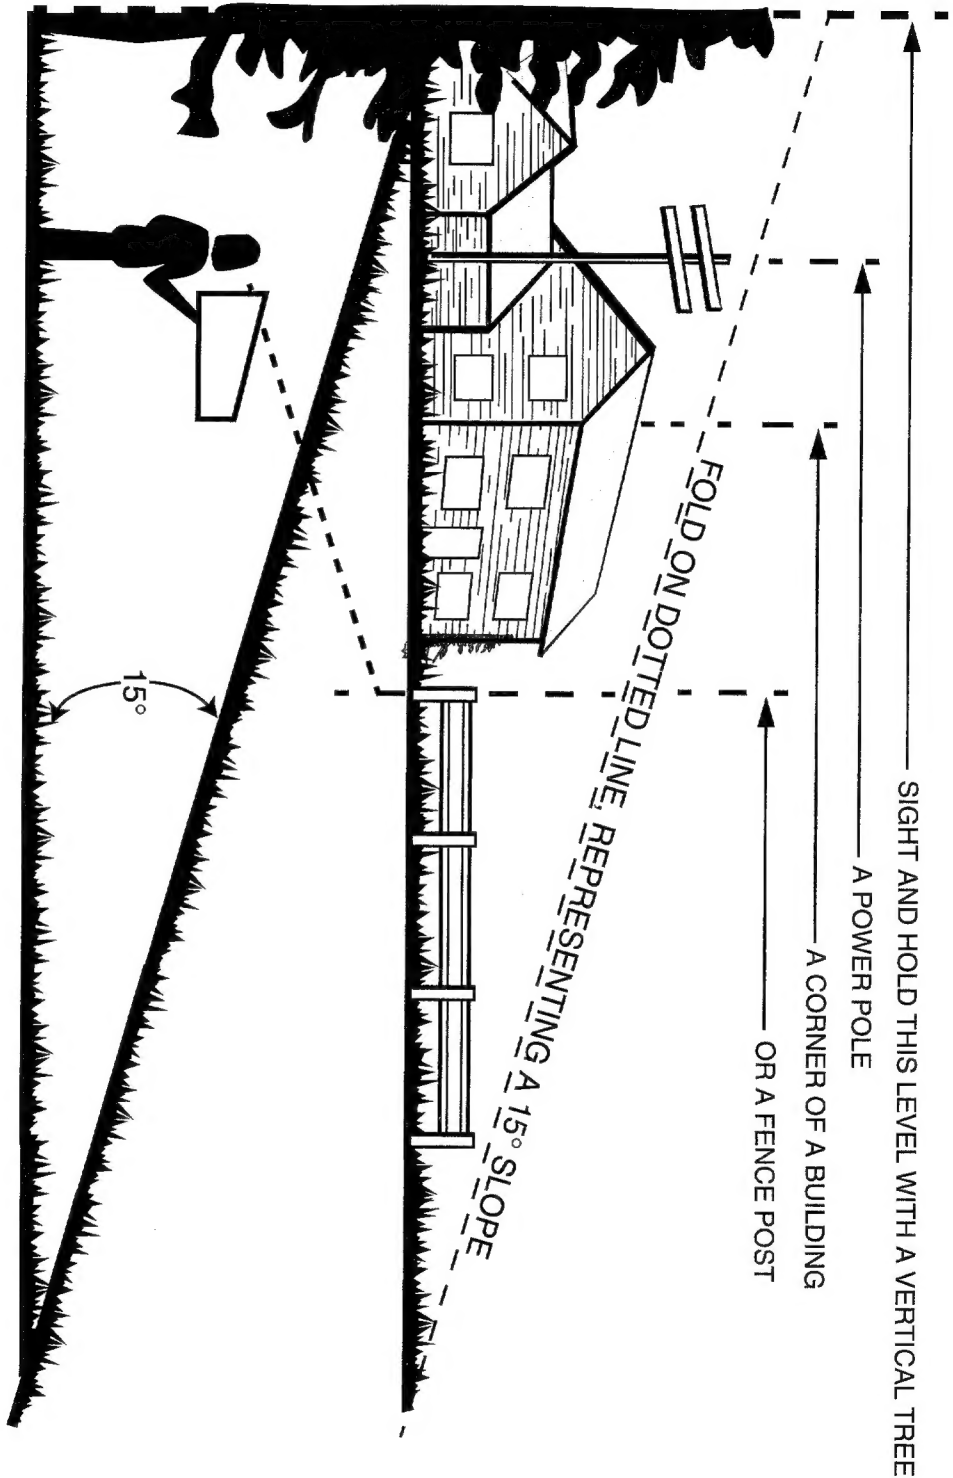 SIGHT AND HOLD THIS LEVEL WITH A VERTICAL TREE
A POWER POLE
A CORNER OF A BUILDING
OR A FENCE POST
FOLD ON DOTTED LINE, REPRESENTING A 15° SLOPE
15°